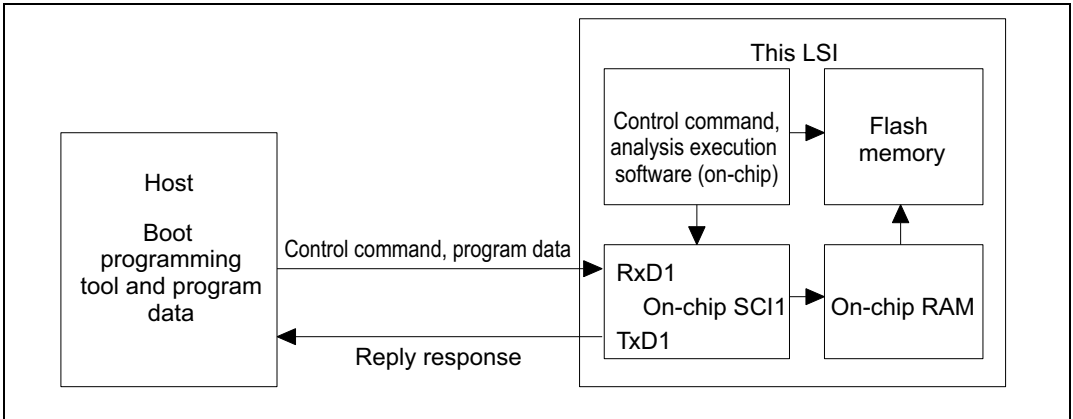 This LSI
Control command,
analysis execution
software (on-chip)
Flash
memory
Host
Boot
programming
tool and program
data
Control command, program data
RxD1
On-chip SCI1
TxD1
On-chip RAM
Reply response